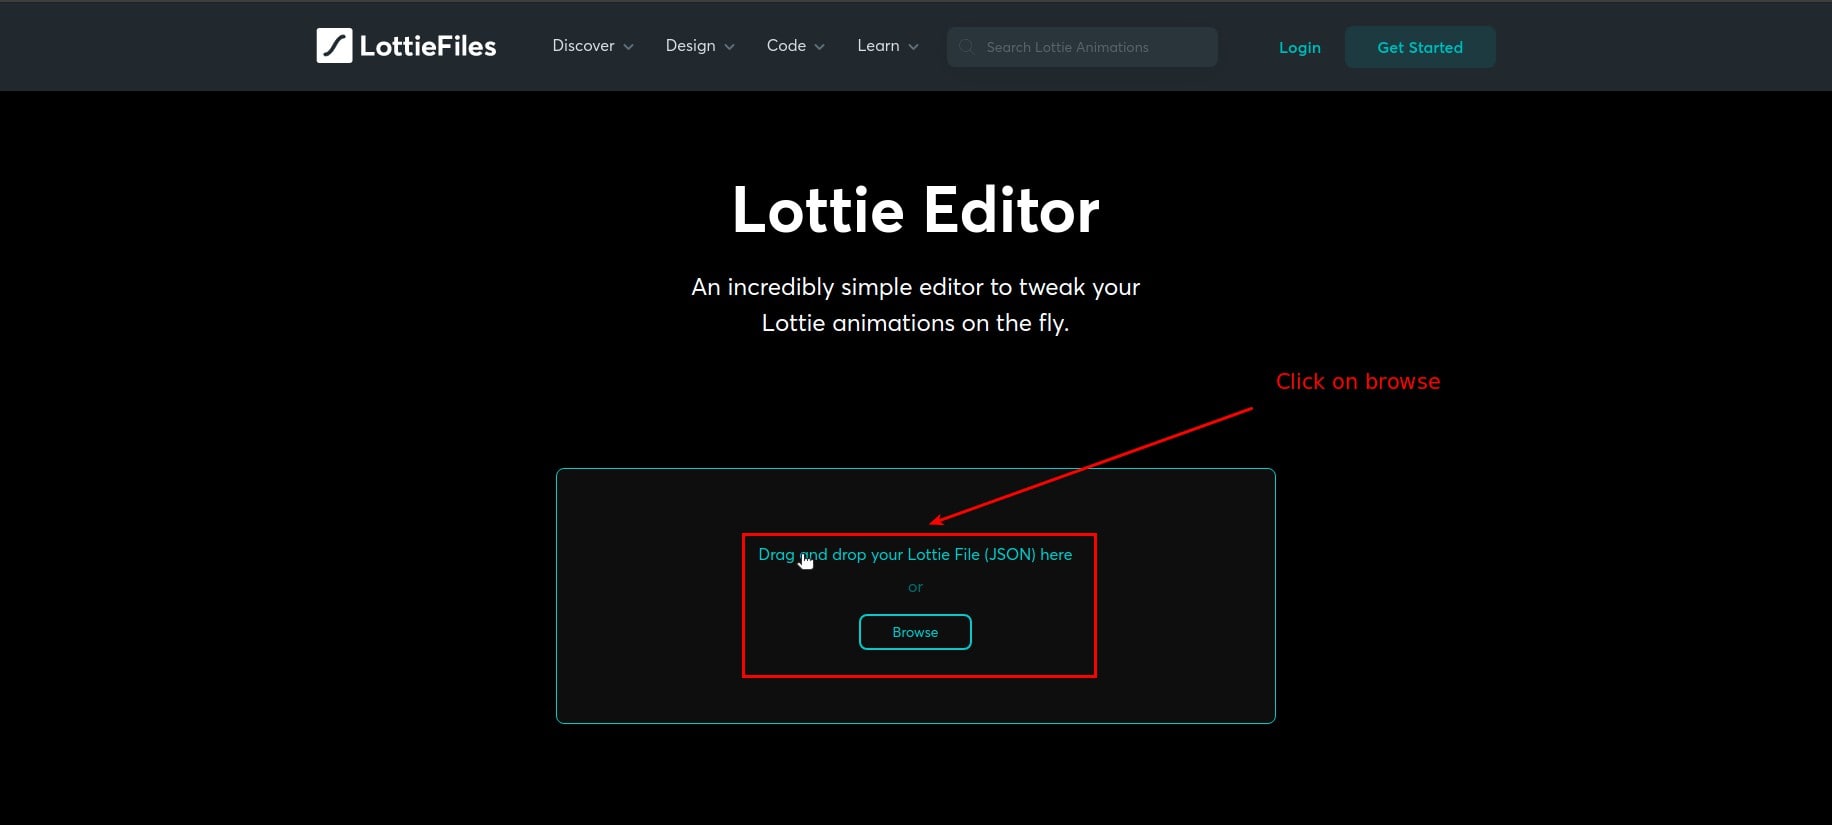 LottieFiles Discover Design Code Learn Search Lottie Animations Login Get Started
Lottie Editor
An incredibly simple editor to tweak your
Lottie animations on the fly.
Click on browse
Drag and drop your Lottie File (JSON) here
or
Browse